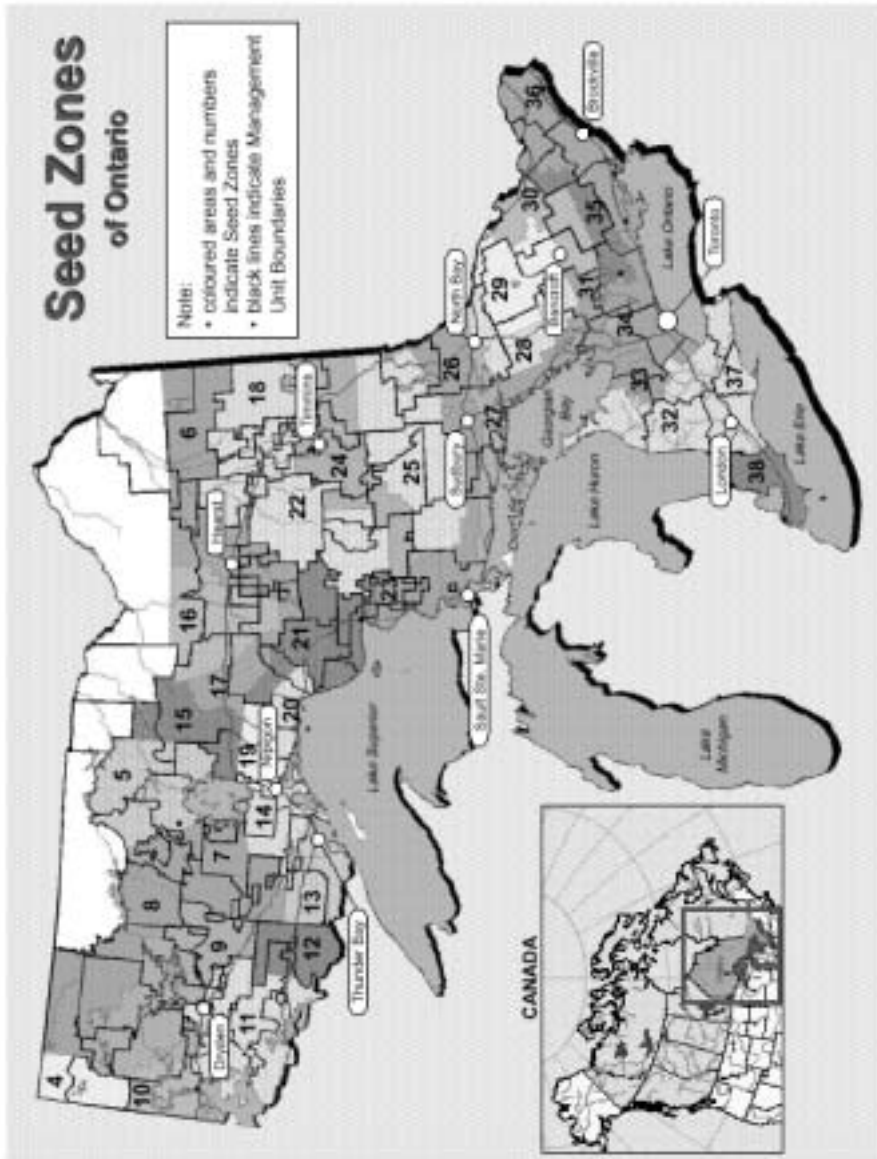 Seed Zones
of Ontario
Note:
• coloured areas and numbers
indicate Seed Zones
• black lines indicate Management
Unit Boundaries
4
5
6
7
8
9
10
11
12
13
14
15
16
17
18
19
20
21
22
23
24
25
26
27
28
29
30
31
32
33
34
35
36
37
38
Dryden
Thunder Bay
Nipigon
Hearst
Timmins
Sault Ste. Marie
Sudbury
North Bay
Bancroft
Brockville
Toronto
London
Lake Superior
Lake Michigan
Lake Huron
Georgian Bay
Lake Ontario
Lake Erie
CANADA